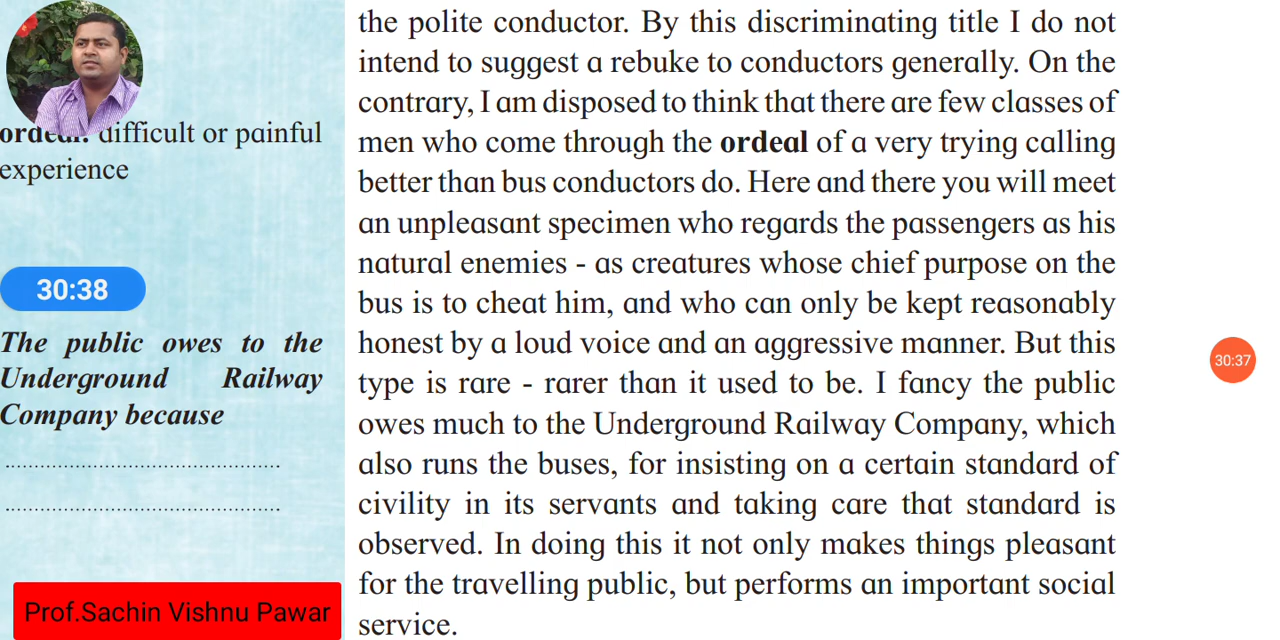 ordeal: difficult or painful
experience
30:38
The public owes to the
Underground Railway
Company because
................................................
................................................
Prof.Sachin Vishnu Pawar
the polite conductor. By this discriminating title I do not
intend to suggest a rebuke to conductors generally. On the
contrary, I am disposed to think that there are few classes of
men who come through the ordeal of a very trying calling
better than bus conductors do. Here and there you will meet
an unpleasant specimen who regards the passengers as his
natural enemies - as creatures whose chief purpose on the
bus is to cheat him, and who can only be kept reasonably
honest by a loud voice and an aggressive manner. But this
type is rare - rarer than it used to be. I fancy the public
owes much to the Underground Railway Company, which
also runs the buses, for insisting on a certain standard of
civility in its servants and taking care that standard is
observed. In doing this it not only makes things pleasant
for the travelling public, but performs an important social
service.
30:37